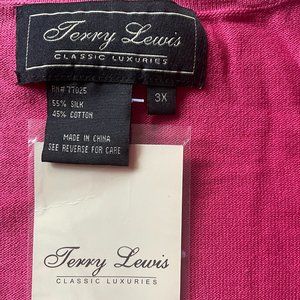 Terry Lewis
CLASSIC LUXURIES
RN# 77025
3X
55% SILK
45% COTTON
MADE IN CHINA
SEE REVERSE FOR CARE
Terry Lewis
CLASSIC LUXURIES